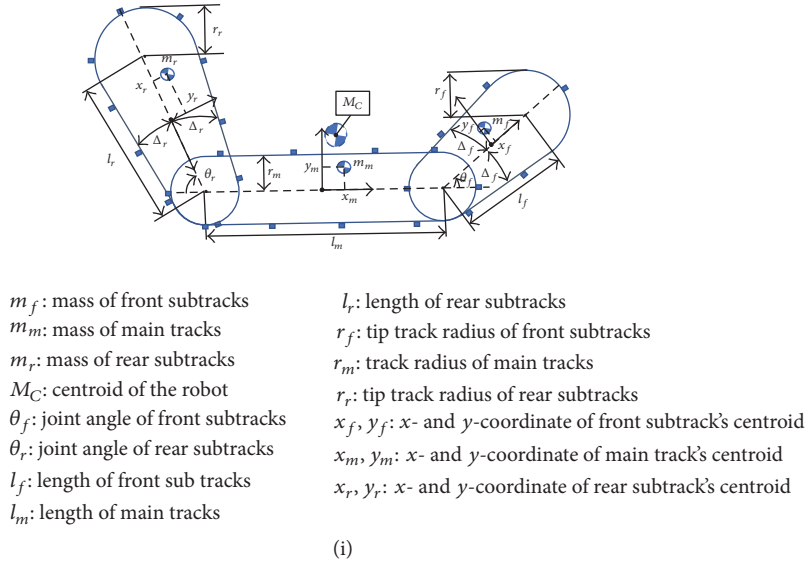 r_r
m_r
x_r
y_r
Δ_r
Δ_r
l_r
θ_r
M_C
r_m
y_m
m_m
x_m
l_m
r_f
y_f
m_f
x_f
Δ_f
Δ_f
θ_f
l_f
m_f: mass of front subtracks
m_m: mass of main tracks
m_r: mass of rear subtracks
M_C: centroid of the robot
θ_f: joint angle of front subtracks
θ_r: joint angle of rear subtracks
l_f: length of front sub tracks
l_m: length of main tracks
l_r: length of rear subtracks
r_f: tip track radius of front subtracks
r_m: track radius of main tracks
r_r: tip track radius of rear subtracks
x_f, y_f: x- and y-coordinate of front subtrack's centroid
x_m, y_m: x- and y-coordinate of main track's centroid
x_r, y_r: x- and y-coordinate of rear subtrack's centroid
(i)